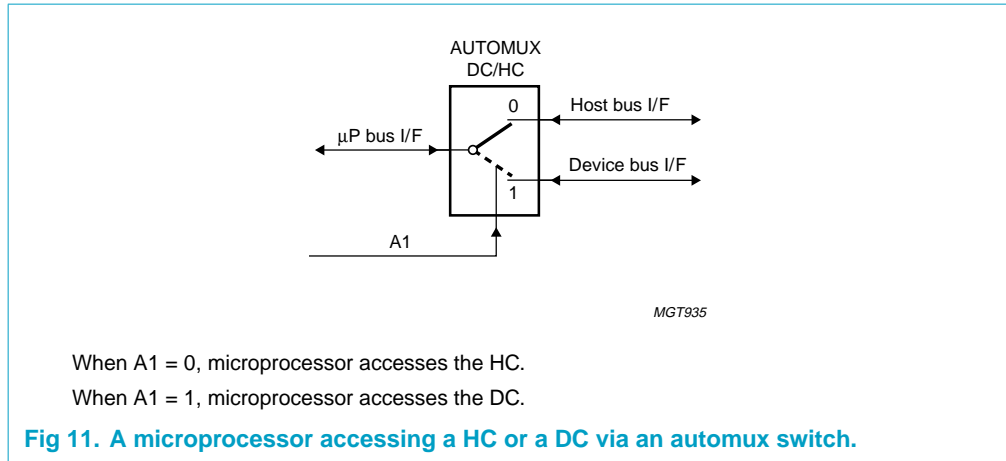 AUTOMUX
DC/HC
0
Host bus I/F
µP bus I/F
Device bus I/F
1
A1
MGT935
When A1 = 0, microprocessor accesses the HC.
When A1 = 1, microprocessor accesses the DC.
Fig 11. A microprocessor accessing a HC or a DC via an automux switch.